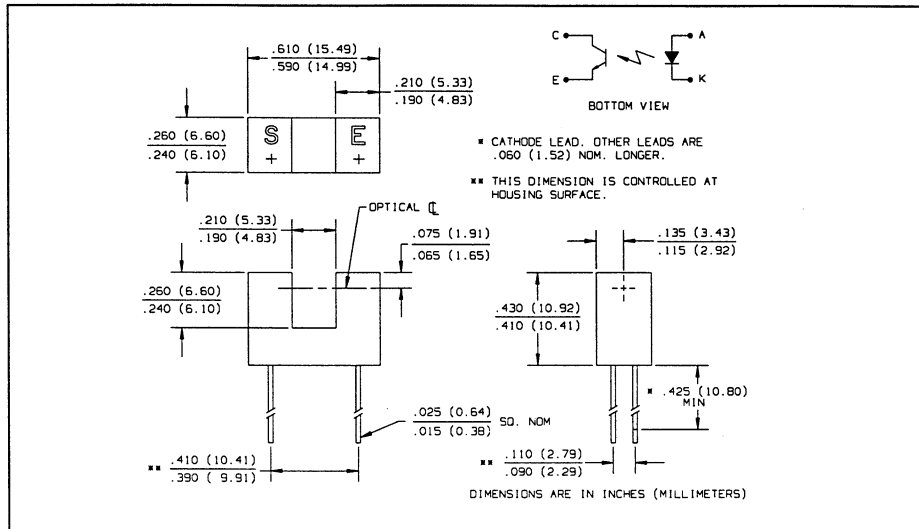 .610 (15.49)
.590 (14.99)
.210 (5.33)
.190 (4.83)
.260 (6.60)
.240 (6.10)
S
E
+
+
C
E
A
K
BOTTOM VIEW
* CATHODE LEAD. OTHER LEADS ARE
.060 (1.52) NOM. LONGER.
** THIS DIMENSION IS CONTROLLED AT
HOUSING SURFACE.
OPTICAL ℄
.210 (5.33)
.190 (4.83)
.075 (1.91)
.065 (1.65)
.260 (6.60)
.240 (6.10)
.135 (3.43)
.115 (2.92)
.430 (10.92)
.410 (10.41)
* .425 (10.80)
MIN
.025 (0.64)
.015 (0.38)
SQ. NOM
** .410 (10.41)
.390 ( 9.91)
** .110 (2.79)
.090 (2.29)
DIMENSIONS ARE IN INCHES (MILLIMETERS)